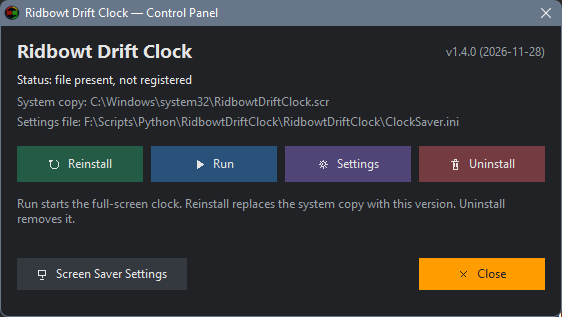 Ridbowt Drift Clock — Control Panel
Ridbowt Drift Clock
v1.4.0 (2026-11-28)
Status: file present, not registered
System copy: C:\Windows\system32\RidbowtDriftClock.scr
Settings file: F:\Scripts\Python\RidbowtDriftClock\RidbowtDriftClock\ClockSaver.ini
Reinstall
Run
Settings
Uninstall
Run starts the full-screen clock. Reinstall replaces the system copy with this version. Uninstall
removes it.
Screen Saver Settings
Close